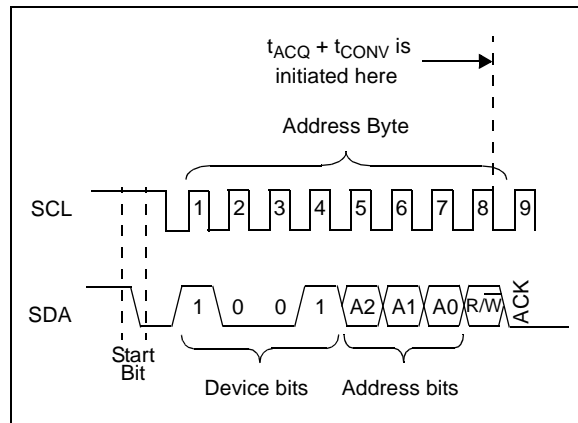 tACQ + tCONV is
initiated here
Address Byte
SCL 1 2 3 4 5 6 7 8 9
SDA 1 0 0 1 A2 A1 A0 R/W ACK
Start
Bit
Device bits Address bits